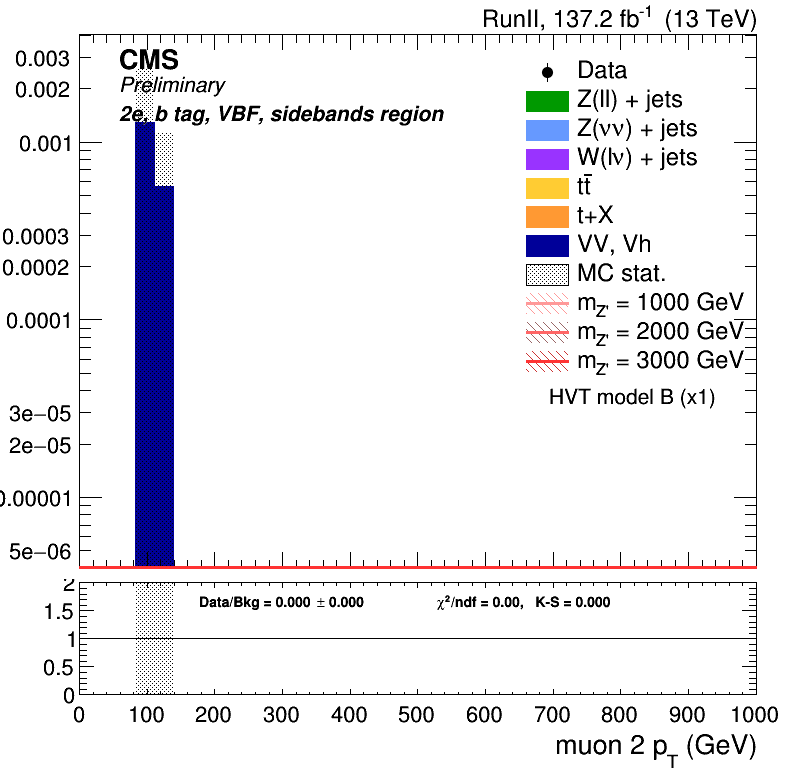 RunII, 137.2 fb⁻¹ (13 TeV)
CMS
Preliminary
2e, b tag, VBF, sidebands region
Data
Z(ll) + jets
Z(νν) + jets
W(lν) + jets
tt̄
t+X
VV, Vh
MC stat.
m_Z' = 1000 GeV
m_Z' = 2000 GeV
m_Z' = 3000 GeV
HVT model B (x1)
0.003
0.002
0.001
0.0003
0.0002
0.0001
3e−05
2e−05
0.00001
5e−06
Data/Bkg = 0.000 ± 0.000 χ²/ndf = 0.00, K-S = 0.000
2
1.5
1
0.5
0
0 100 200 300 400 500 600 700 800 900 1000
muon 2 p_T (GeV)